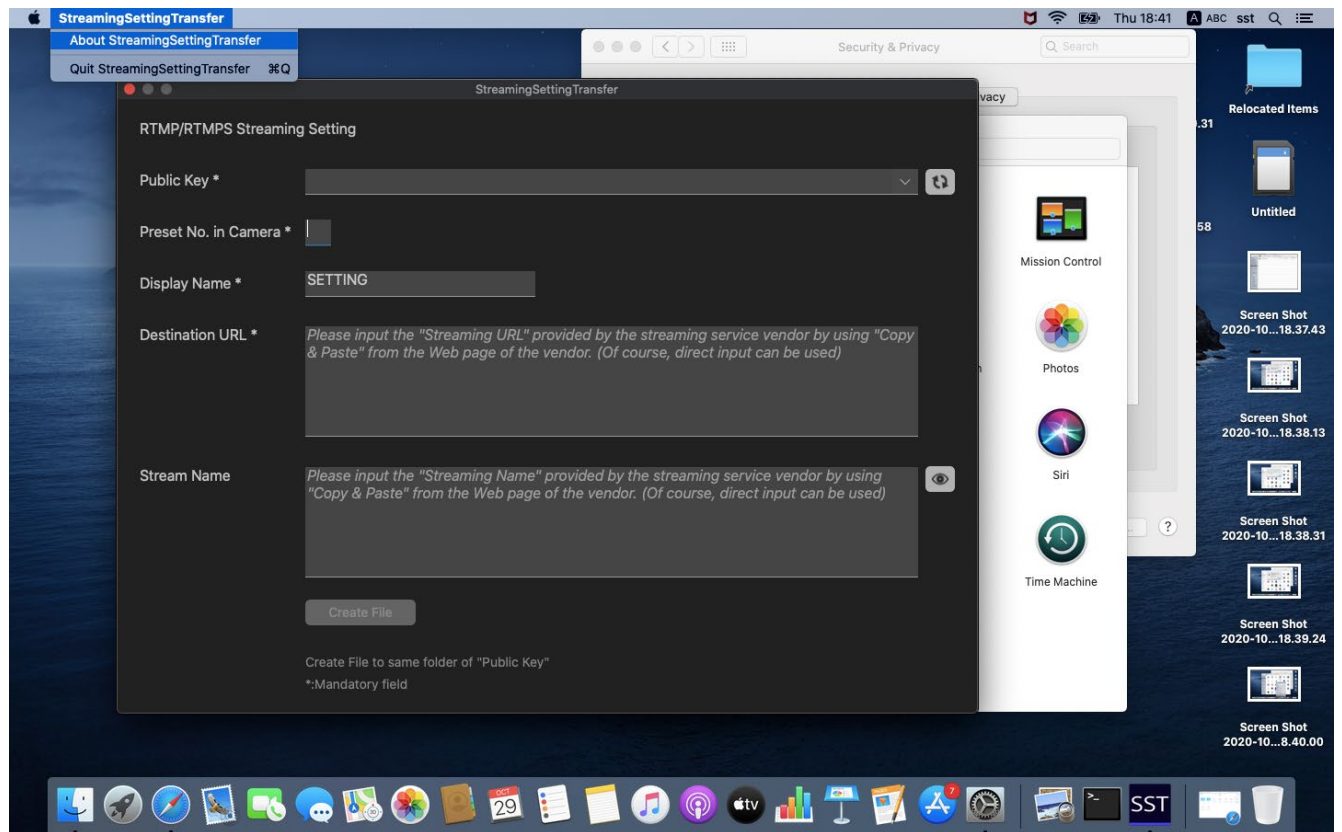 StreamingSettingTransfer
Thu 18:41
A
ABC
sst
About StreamingSettingTransfer
Quit StreamingSettingTransfer ⌘Q
Security & Privacy
Search
StreamingSettingTransfer
vacy
RTMP/RTMPS Streaming Setting
Public Key *
Preset No. in Camera *
Display Name *
SETTING
Destination URL *
Please input the "Streaming URL" provided by the streaming service vendor by using "Copy
& Paste" from the Web page of the vendor. (Of course, direct input can be used)
Stream Name
Please input the "Streaming Name" provided by the streaming service vendor by using
"Copy & Paste" from the Web page of the vendor. (Of course, direct input can be used)
Create File
Create File to same folder of "Public Key"
*:Mandatory field
Mission Control
Photos
Siri
Time Machine
?
Relocated Items
.31
Untitled
58
Screen Shot
2020-10...18.37.43
Screen Shot
2020-10...18.38.13
Screen Shot
2020-10...18.38.31
Screen Shot
2020-10...18.39.24
Screen Shot
2020-10...8.40.00
OCT
29
tv
7
>_
SST